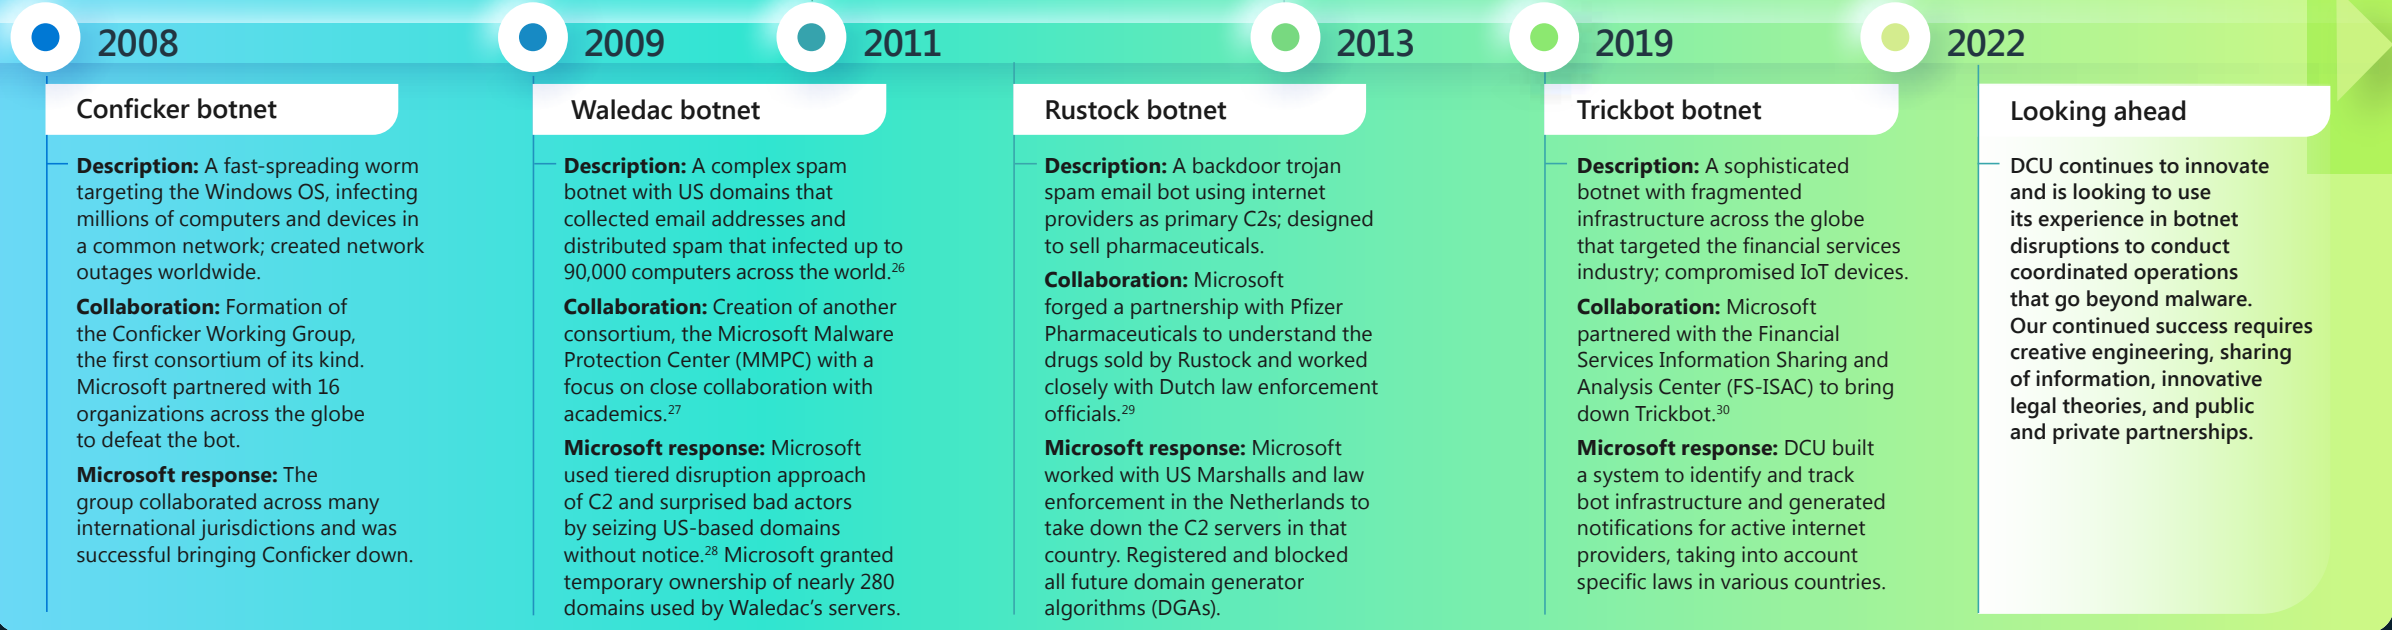 2008
2009
2011
2013
2019
2022
Conficker botnet
Description: A fast-spreading worm
targeting the Windows OS, infecting
millions of computers and devices in
a common network; created network
outages worldwide.
Collaboration: Formation of
the Conficker Working Group,
the first consortium of its kind.
Microsoft partnered with 16
organizations across the globe
to defeat the bot.
Microsoft response: The
group collaborated across many
international jurisdictions and was
successful bringing Conficker down.
Waledac botnet
Description: A complex spam
botnet with US domains that
collected email addresses and
distributed spam that infected up to
90,000 computers across the world.26
Collaboration: Creation of another
consortium, the Microsoft Malware
Protection Center (MMPC) with a
focus on close collaboration with
academics.27
Microsoft response: Microsoft
used tiered disruption approach
of C2 and surprised bad actors
by seizing US-based domains
without notice.28 Microsoft granted
temporary ownership of nearly 280
domains used by Waledac’s servers.
Rustock botnet
Description: A backdoor trojan
spam email bot using internet
providers as primary C2s; designed
to sell pharmaceuticals.
Collaboration: Microsoft
forged a partnership with Pfizer
Pharmaceuticals to understand the
drugs sold by Rustock and worked
closely with Dutch law enforcement
officials.29
Microsoft response: Microsoft
worked with US Marshalls and law
enforcement in the Netherlands to
take down the C2 servers in that
country. Registered and blocked
all future domain generator
algorithms (DGAs).
Trickbot botnet
Description: A sophisticated
botnet with fragmented
infrastructure across the globe
that targeted the financial services
industry; compromised IoT devices.
Collaboration: Microsoft
partnered with the Financial
Services Information Sharing and
Analysis Center (FS-ISAC) to bring
down Trickbot.30
Microsoft response: DCU built
a system to identify and track
bot infrastructure and generated
notifications for active internet
providers, taking into account
specific laws in various countries.
Looking ahead
DCU continues to innovate
and is looking to use
its experience in botnet
disruptions to conduct
coordinated operations
that go beyond malware.
Our continued success requires
creative engineering, sharing
of information, innovative
legal theories, and public
and private partnerships.